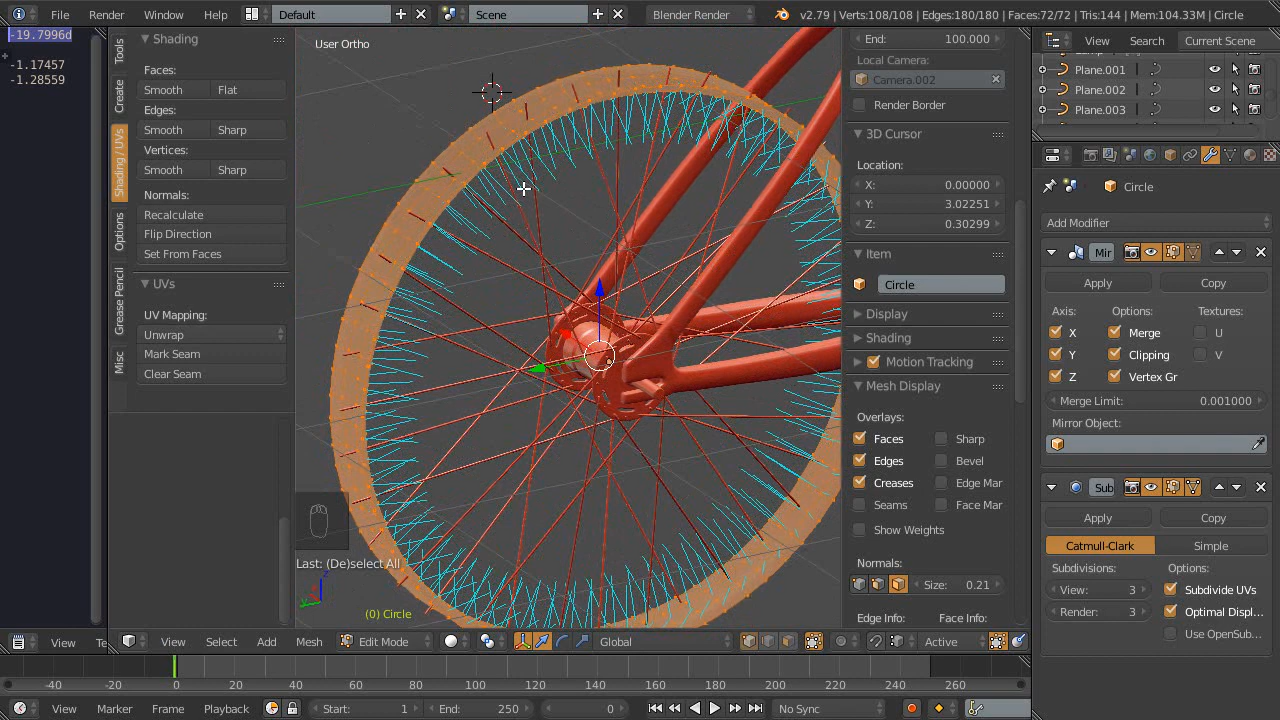 File Render Window Help Default Scene Blender Render v2.79 | Verts:108/108 | Edges:180/180 | Faces:72/72 | Tris:144 | Mem:104.33M | Circle
-19.7996d
-1.17457
-1.28559
Tools
Create
Shading / UVs
Options
Grease Pencil
Misc
Shading
Faces:
Smooth Flat
Edges:
Smooth Sharp
Vertices:
Smooth Sharp
Normals:
Recalculate
Flip Direction
Set From Faces
UVs
UV Mapping:
Unwrap
Mark Seam
Clear Seam
User Ortho
Last: (De)select All
(0) Circle
End: 100.000
Local Camera:
Camera.002
Render Border
3D Cursor
Location:
X: 0.00000
Y: 3.02251
Z: 0.30299
Item
Circle
Display
Shading
Motion Tracking
Mesh Display
Overlays:
Faces Sharp
Edges Bevel
Creases Edge Mar
Seams Face Mar
Show Weights
Normals:
Size: 0.21
Edge Info: Face Info:
View Search Current Scene
Plane.001
Plane.002
Plane.003
Circle
Add Modifier
Mir
Apply Copy
Axis: Options: Textures:
X Merge U
Y Clipping V
Z Vertex Gr
Merge Limit: 0.001000
Mirror Object:
Sub
Apply Copy
Catmull-Clark Simple
Subdivisions: Options:
View: 3 Subdivide UVs
Render: 3 Optimal Displ...
Use OpenSub...
View Te View Select Add Mesh Edit Mode Global Active
-40 -20 0 20 40 60 80 100 120 140 160 180 200 220 240 260
View Marker Frame Playback Start: 1 End: 250 0 No Sync